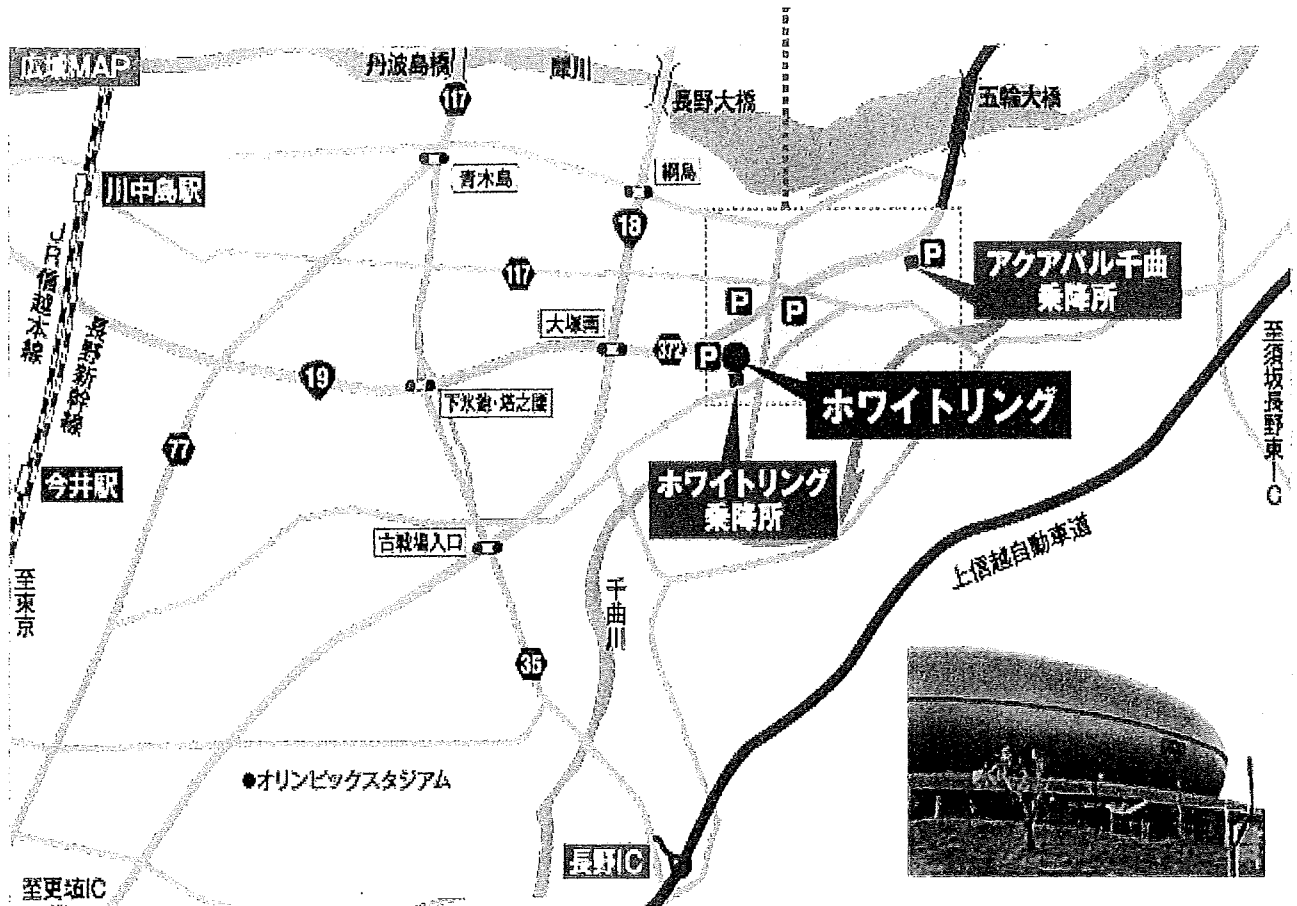 広域MAP
丹波島橋
犀川
117
長野大橋
五輪大橋
青木島
綱島
川中島駅
18
JR信越本線
長野新幹線
117
アクアパル千曲
乗降所
P
P
P
大塚南
372
P
ホワイトリング
19
下氷鉋・塔之腰
至須坂長野東IC
77
今井駅
ホワイトリング
乗降所
古戦場入口
上信越自動車道
至東京
千曲川
35
●オリンピックスタジアム
長野IC
至更埴IC